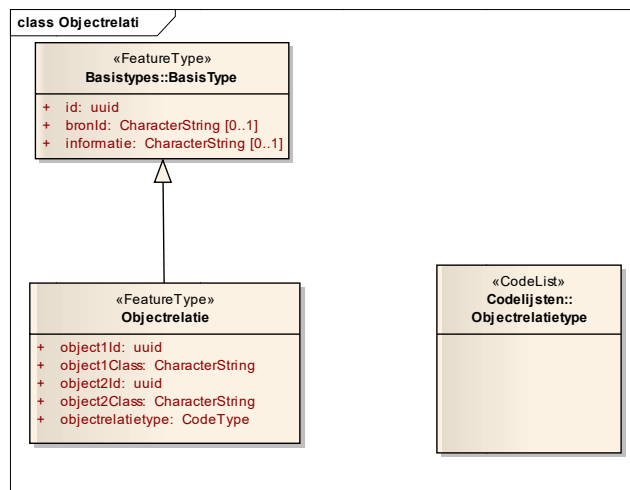 class Objectrelati
«FeatureType»
Basistypes::BasisType
+ id: uuid
+ bronId: CharacterString [0..1]
+ informatie: CharacterString [0..1]
«FeatureType»
Objectrelatie
+ object1Id: uuid
+ object1Class: CharacterString
+ object2Id: uuid
+ object2Class: CharacterString
+ objectrelatietype: CodeType
«CodeList»
Codelijsten::
Objectrelatietype